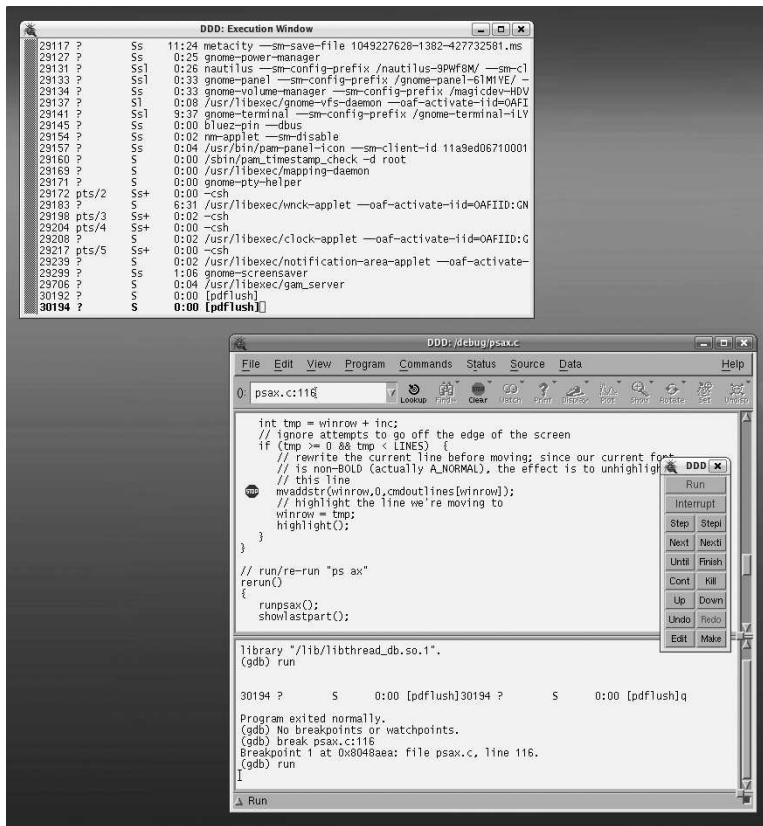 DDD: Execution Window
29117 ? Ss 11:24 metacity —sm-save-file 1049227628-1382-427732581.ms
29127 ? Ss 0:25 gnome-power-manager
29131 ? Ssl 0:26 nautilus —sm-config-prefix /nautilus-9PWf8M/ —sm-cl
29133 ? Ssl 0:33 gnome-panel —sm-config-prefix /gnome-panel-6lM1YE/ -
29134 ? Ss 0:33 gnome-volume-manager —sm-config-prefix /magicdev-HDV
29137 ? Sl 0:08 /usr/libexec/gnome-vfs-daemon —oaf-activate-iid=OAFI
29141 ? Ssl 9:37 gnome-terminal —sm-config-prefix /gnome-terminal-iLY
29145 ? Ss 0:00 bluez-pin —dbus
29154 ? Ss 0:02 nm-applet —sm-disable
29157 ? Ss 0:04 /usr/bin/pam-panel-icon —sm-client-id 11a9ed06710001
29160 ? S 0:00 /sbin/pam_timestamp_check -d root
29169 ? S 0:00 /usr/libexec/mapping-daemon
29171 ? S 0:00 gnome-pty-helper
29172 pts/2 Ss+ 0:00 -csh
29183 ? S 6:31 /usr/libexec/wnck-applet —oaf-activate-iid=OAFIID:GN
29198 pts/3 Ss+ 0:02 -csh
29204 pts/4 Ss+ 0:00 -csh
29208 ? S 0:02 /usr/libexec/clock-applet —oaf-activate-iid=OAFIID:G
29217 pts/5 Ss+ 0:00 -csh
29239 ? S 0:02 /usr/libexec/notification-area-applet —oaf-activate-
29299 ? Ss 1:06 gnome-screensaver
29706 ? S 0:04 /usr/libexec/gam_server
30192 ? S 0:00 [pdflush]
30194 ? S 0:00 [pdflush]
DDD: /debug/psax.c
File Edit View Program Commands Status Source Data Help
(): psax.c:116 Lookup Find» Clear Watch Print Display Plot Show Rotate Set Undisp
int tmp = winrow + inc;
// ignore attempts to go off the edge of the screen
if (tmp >= 0 && tmp < LINES) {
// rewrite the current line before moving; since our current font
// is non-BOLD (actually A_NORMAL), the effect is to unhighligh
// this line
STOP mvaddstr(winrow,0,cmdoutlines[winrow]);
// highlight the line we're moving to
winrow = tmp;
highlight();
}
}
// run/re-run "ps ax"
rerun()
{
runpsax();
showlastpart();
DDD
Run
Interrupt
Step Stepi
Next Nexti
Until Finish
Cont Kill
Up Down
Undo Redo
Edit Make
library "/lib/libthread_db.so.1".
(gdb) run
30194 ? S 0:00 [pdflush]30194 ? S 0:00 [pdflush]q
Program exited normally.
(gdb) No breakpoints or watchpoints.
(gdb) break psax.c:116
Breakpoint 1 at 0x8048aea: file psax.c, line 116.
(gdb) run
Run